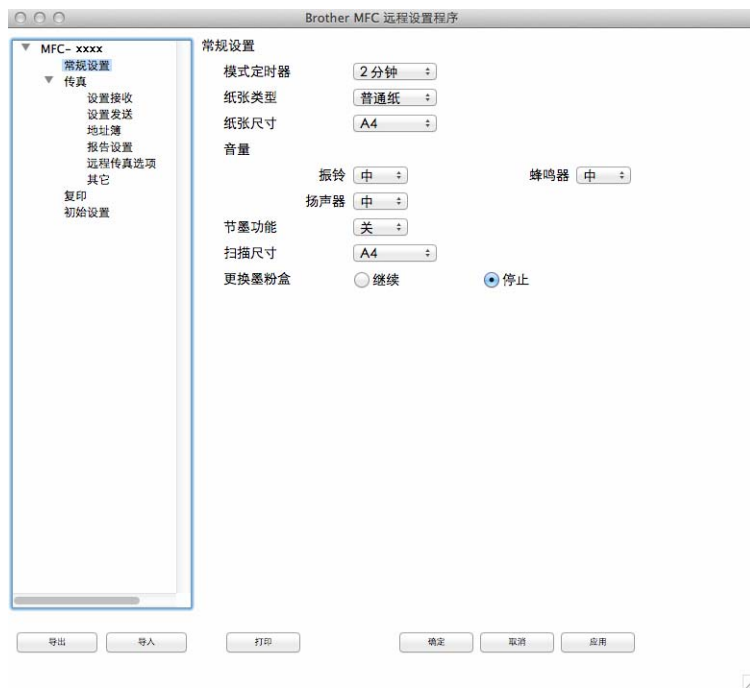 Brother MFC 远程设置程序
MFC- xxxx
常规设置
传真
设置接收
设置发送
地址簿
报告设置
远程传真选项
其它
复印
初始设置
常规设置
模式定时器 2 分钟
纸张类型 普通纸
纸张尺寸 A4
音量
振铃 中 蜂鸣器 中
扬声器 中
节墨功能 关
扫描尺寸 A4
更换墨粉盒 继续 停止
导出 导入 打印 确定 取消 应用